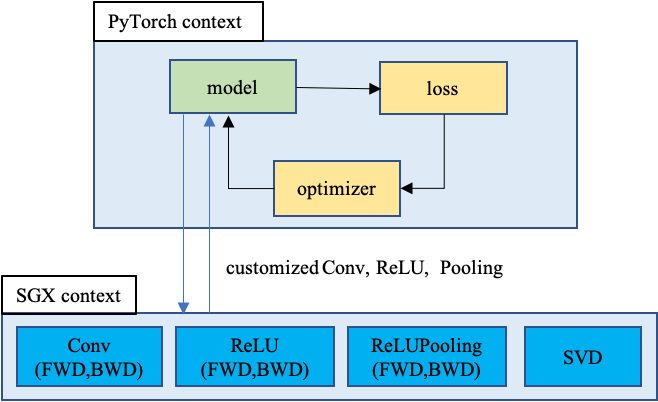 PyTorch context
model
loss
optimizer
customized Conv, ReLU, Pooling
SGX context
Conv
(FWD,BWD)
ReLU
(FWD,BWD)
ReLUPooling
(FWD,BWD)
SVD